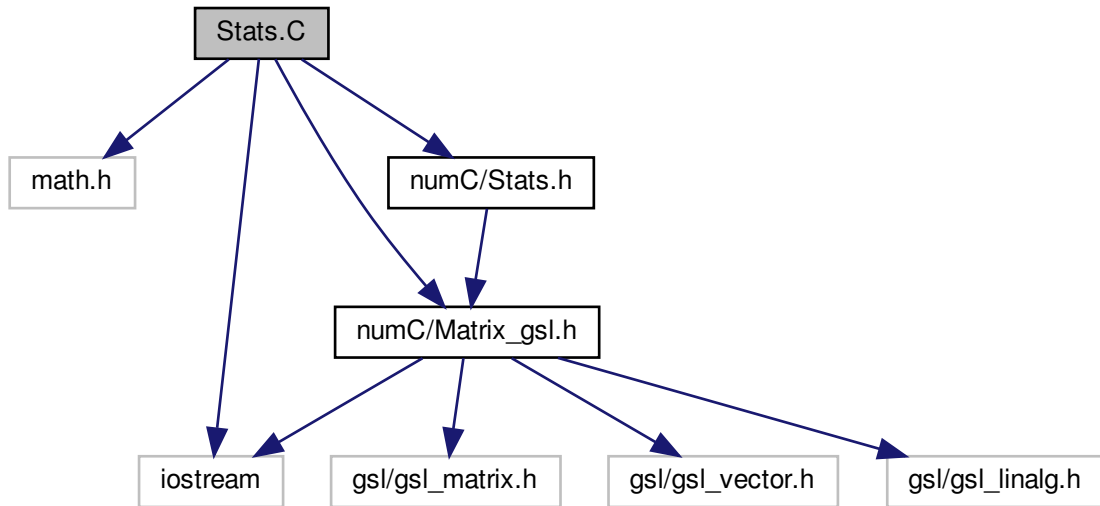 Stats.C
math.h
numC/Stats.h
numC/Matrix_gsl.h
iostream
gsl/gsl_matrix.h
gsl/gsl_vector.h
gsl/gsl_linalg.h